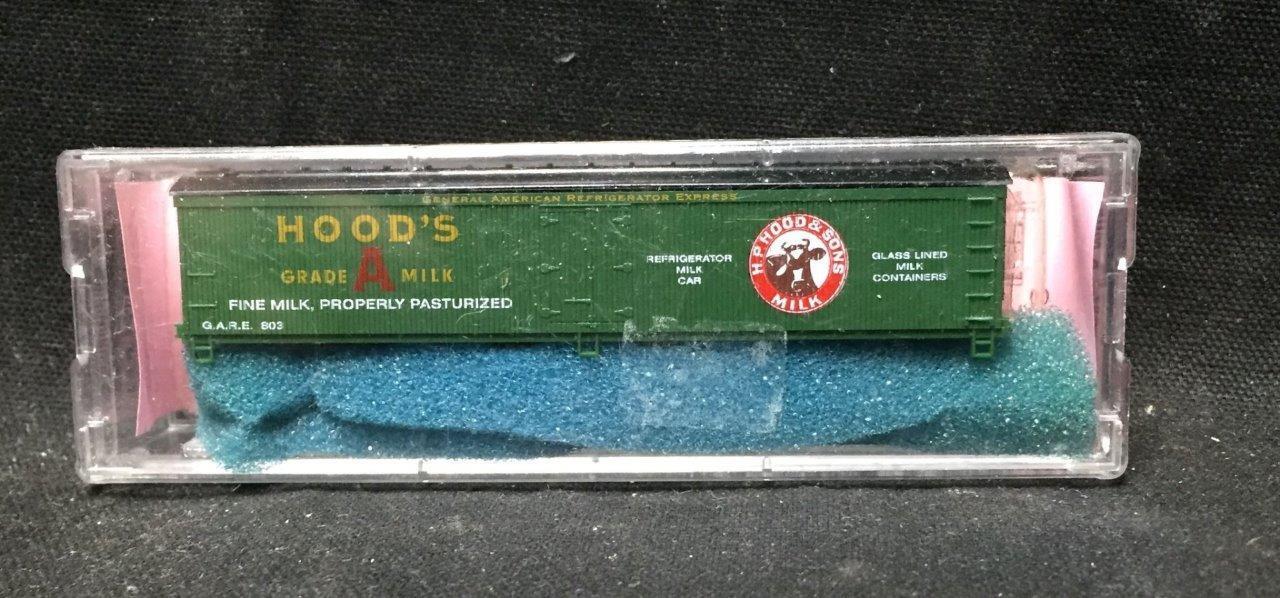 GENERAL AMERICAN REFRIGERATOR EXPRESS
HOOD'S
GRADE A MILK
FINE MILK, PROPERLY PASTURIZED
G.A.R.E. 803
REFRIGERATOR
MILK
CAR
H.P. HOOD & SONS
MILK
GLASS LINED
MILK
CONTAINERS